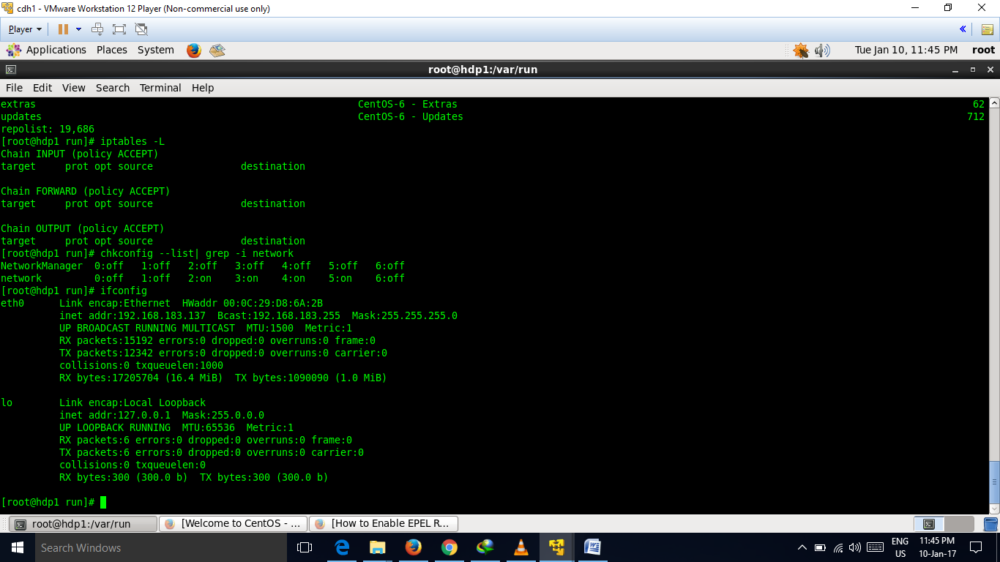 cdh1 - VMware Workstation 12 Player (Non-commercial use only)
Player
Applications Places System Tue Jan 10, 11:45 PM root
root@hdp1:/var/run
File Edit View Search Terminal Help
extras CentOS-6 - Extras 62
updates CentOS-6 - Updates 712
repolist: 19,686
[root@hdp1 run]# iptables -L
Chain INPUT (policy ACCEPT)
target     prot opt source               destination

Chain FORWARD (policy ACCEPT)
target     prot opt source               destination

Chain OUTPUT (policy ACCEPT)
target     prot opt source               destination
[root@hdp1 run]# chkconfig --list| grep -i network
NetworkManager  0:off   1:off   2:off   3:off   4:off   5:off   6:off
network         0:off   1:off   2:on    3:on    4:on    5:on    6:off
[root@hdp1 run]# ifconfig
eth0      Link encap:Ethernet  HWaddr 00:0C:29:D8:6A:2B
          inet addr:192.168.183.137  Bcast:192.168.183.255  Mask:255.255.255.0
          UP BROADCAST RUNNING MULTICAST  MTU:1500  Metric:1
          RX packets:15192 errors:0 dropped:0 overruns:0 frame:0
          TX packets:12342 errors:0 dropped:0 overruns:0 carrier:0
          collisions:0 txqueuelen:1000
          RX bytes:17205704 (16.4 MiB)  TX bytes:1090090 (1.0 MiB)

lo        Link encap:Local Loopback
          inet addr:127.0.0.1  Mask:255.0.0.0
          UP LOOPBACK RUNNING  MTU:65536  Metric:1
          RX packets:6 errors:0 dropped:0 overruns:0 frame:0
          TX packets:6 errors:0 dropped:0 overruns:0 carrier:0
          collisions:0 txqueuelen:0
          RX bytes:300 (300.0 b)  TX bytes:300 (300.0 b)

[root@hdp1 run]#
root@hdp1:/var/run [Welcome to CentOS - ... [How to Enable EPEL R...
Search Windows
ENG 11:45 PM
US 10-Jan-17